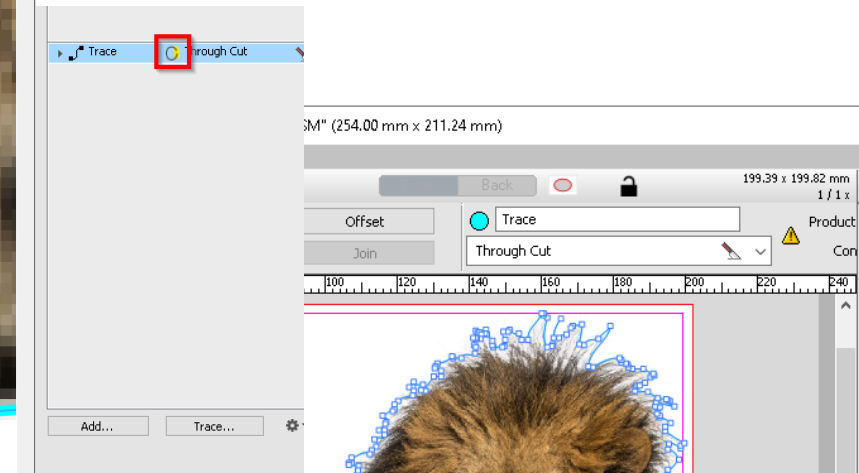 Trace Through Cut
SM" (254.00 mm x 211.24 mm)
Back
199.39 x 199.82 mm
1 / 1 x
Offset
Trace
Product
Join
Through Cut
Con
100 120 140 160 180 200 220 240
Add... Trace...